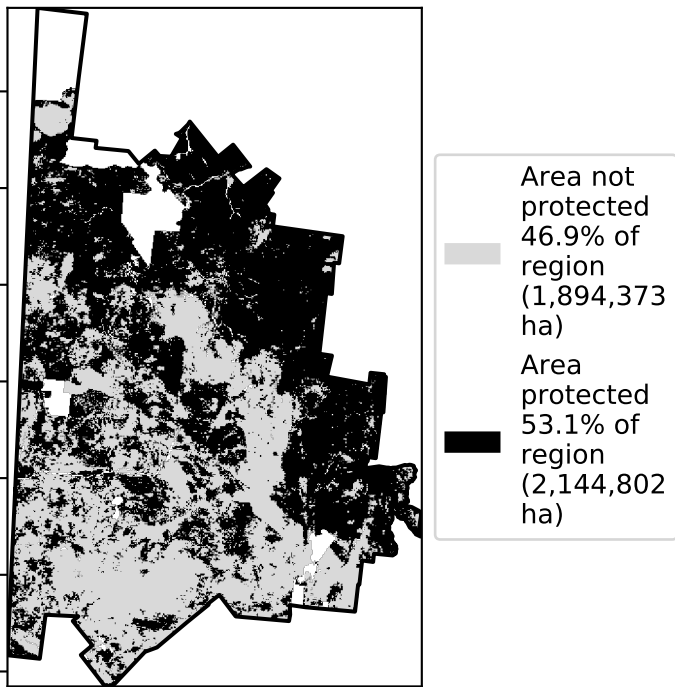 Area not
protected
46.9% of
region
(1,894,373
ha)
Area
protected
53.1% of
region
(2,144,802
ha)